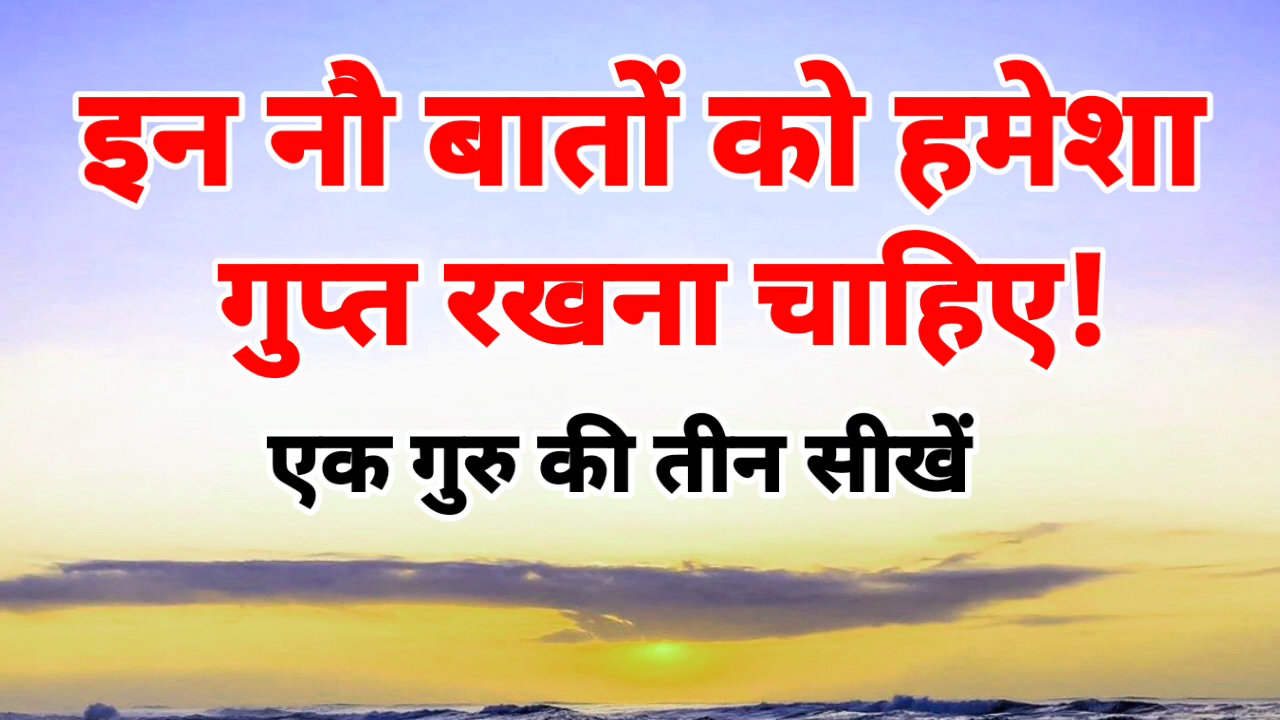 इन नौ बातों को हमेशा
गुप्त रखना चाहिए!
एक गुरु की तीन सीखें